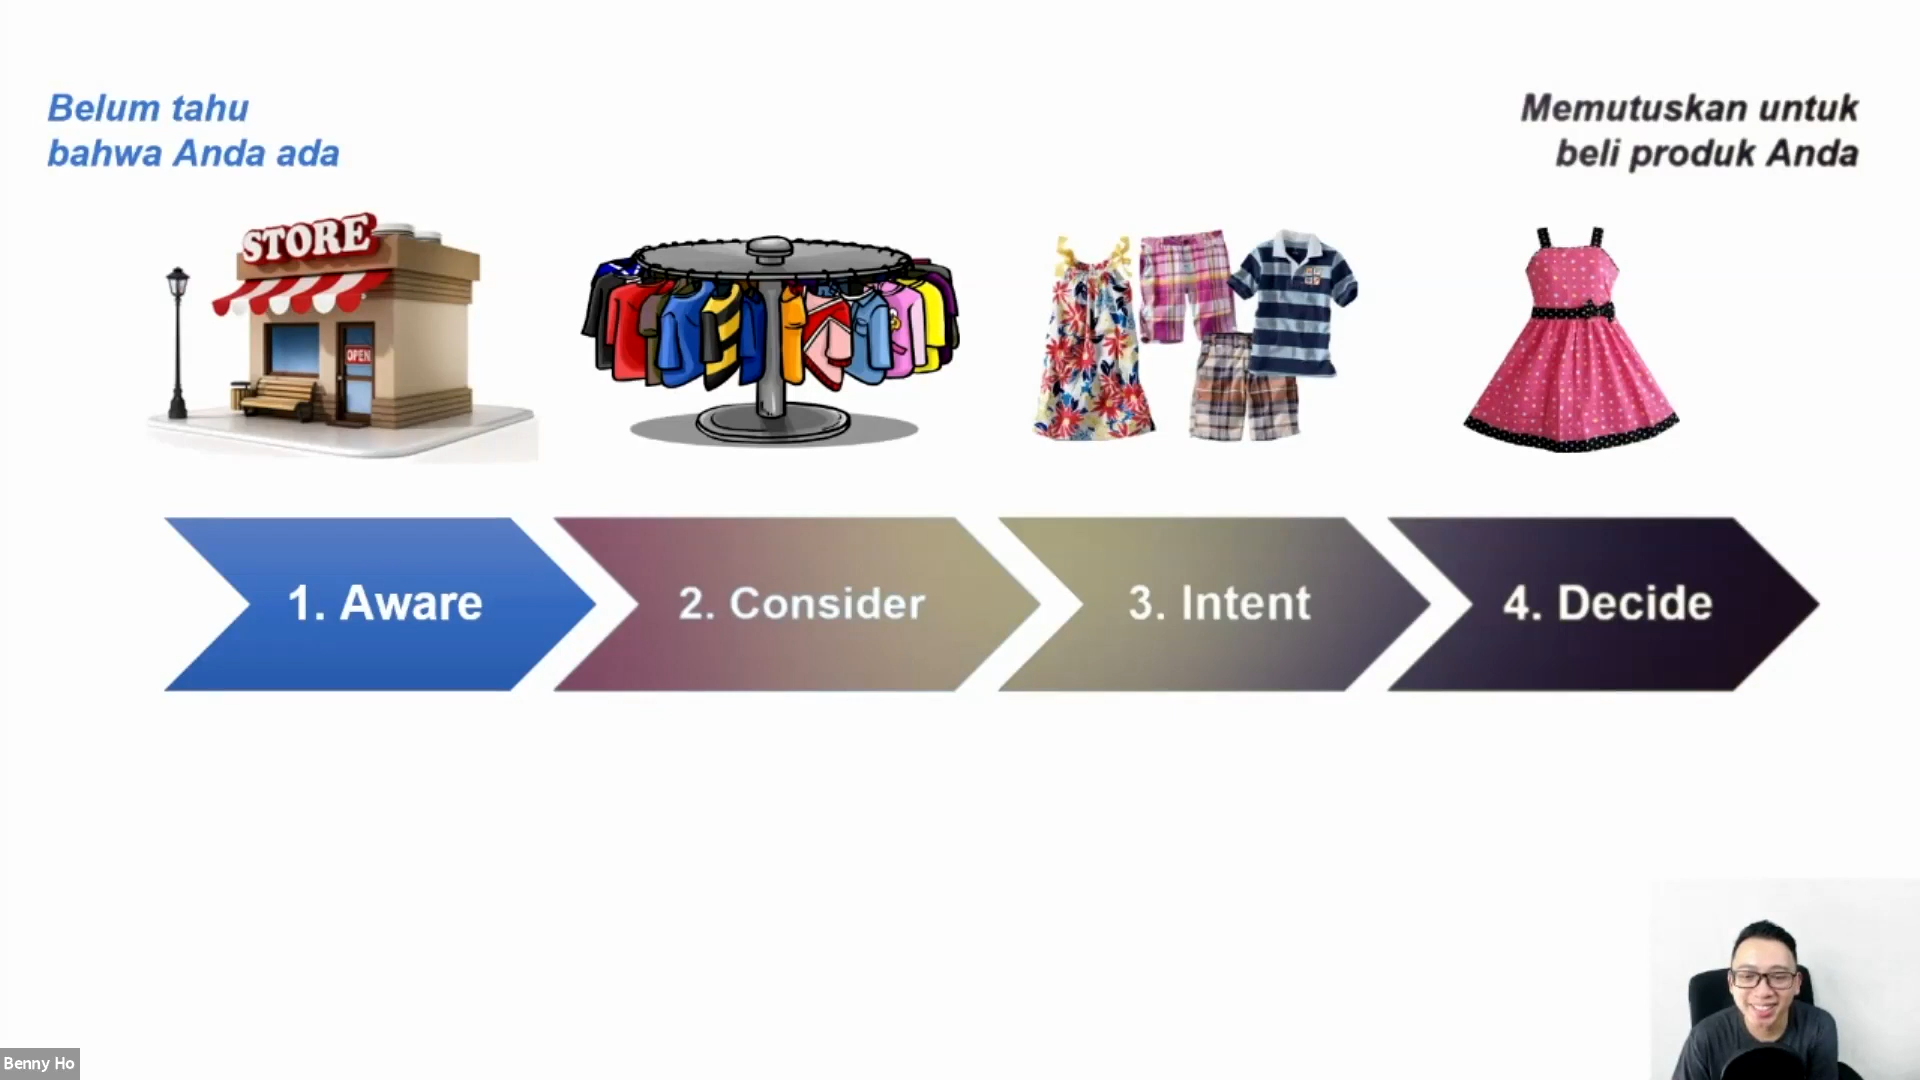 Belum tahu
bahwa Anda ada
Memutuskan untuk
beli produk Anda
STORE
OPEN
1. Aware
2. Consider
3. Intent
4. Decide
Benny Ho